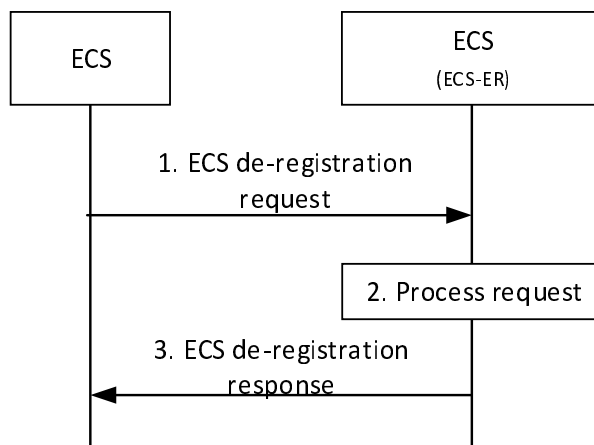 ECS
ECS
(ECS-ER)
1. ECS de-registration
request
2. Process request
3. ECS de-registration
response